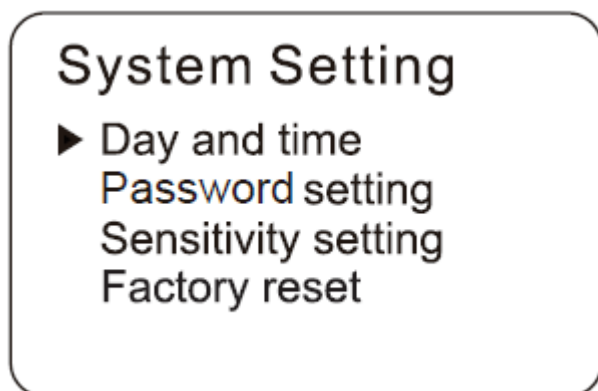 System Setting
Day and time
Password setting
Sensitivity setting
Factory reset